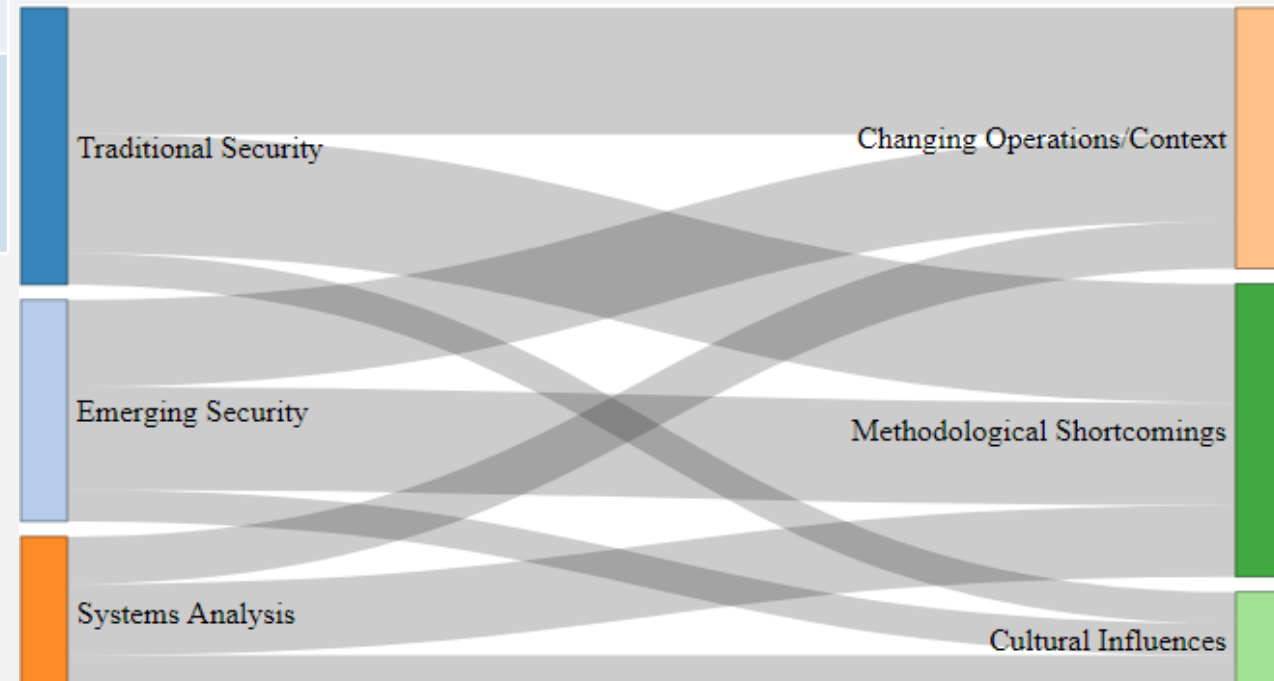 Traditional Security
Changing Operations/Context
Emerging Security
Methodological Shortcomings
Systems Analysis
Cultural Influences